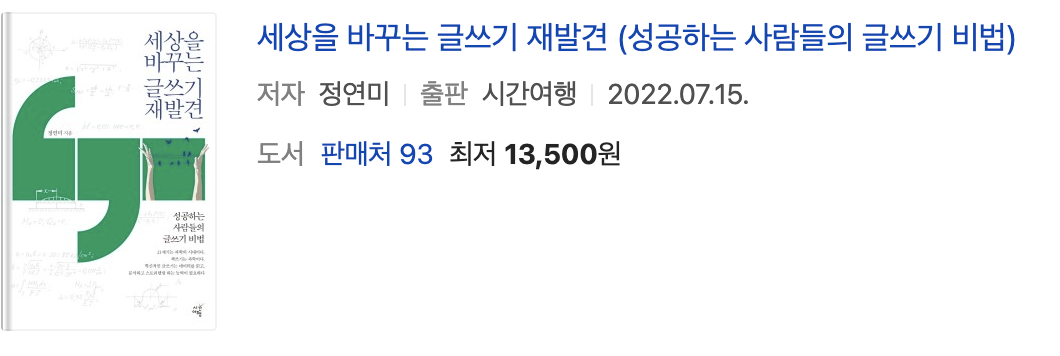 세상을
바꾸는
글쓰기
재발견
정연미 지음
성공하는
사람들의
글쓰기 비법
세상을 바꾸는 글쓰기 재발견 (성공하는 사람들의 글쓰기 비법)
저자 정연미 출판 시간여행 2022.07.15.
도서 판매처 93 최저 13,500원